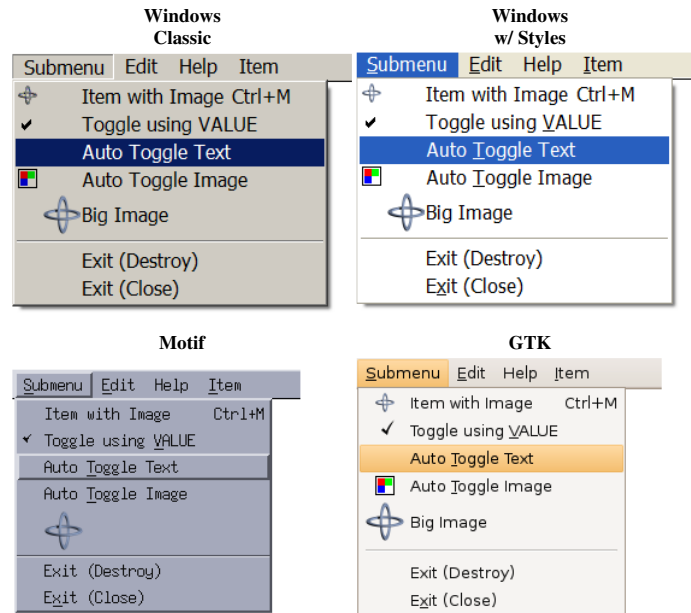 Windows
Classic
Submenu Edit Help Item
Item with Image Ctrl+M
Toggle using VALUE
Auto Toggle Text
Auto Toggle Image
Big Image
Exit (Destroy)
Exit (Close)
Windows
w/ Styles
Submenu Edit Help Item
Item with Image Ctrl+M
Toggle using VALUE
Auto Toggle Text
Auto Toggle Image
Big Image
Exit (Destroy)
Exit (Close)
Motif
Submenu Edit Help Item
Item with Image Ctrl+M
Toggle using VALUE
Auto Toggle Text
Auto Toggle Image
Exit (Destroy)
Exit (Close)
GTK
Submenu Edit Help Item
Item with Image Ctrl+M
Toggle using VALUE
Auto Toggle Text
Auto Toggle Image
Big Image
Exit (Destroy)
Exit (Close)